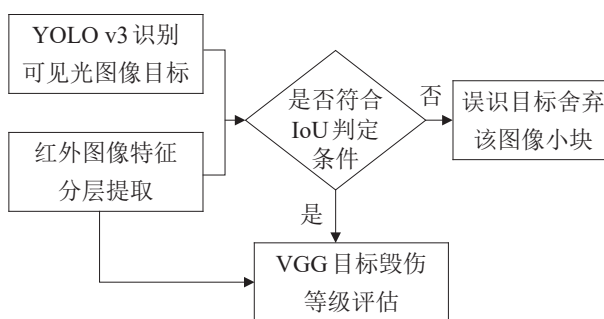 YOLO v3 识别
可见光图像目标
红外图像特征
分层提取
是否符合
IoU 判定
条件
否
误识目标舍弃
该图像小块
是
VGG 目标毁伤
等级评估